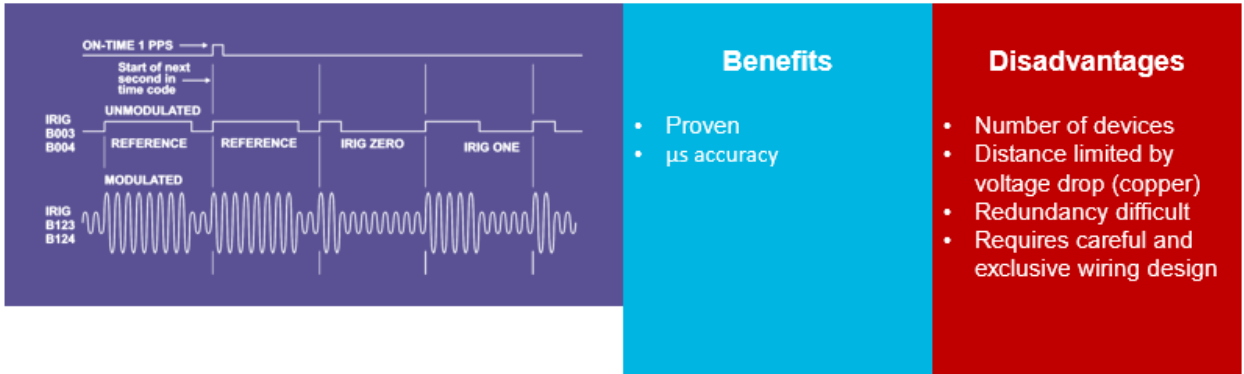 ON-TIME 1 PPS
Start of next
second in
time code
UNMODULATED
IRIG
B003
B004
REFERENCE
REFERENCE
IRIG ZERO
IRIG ONE
MODULATED
IRIG
B123
B124
Benefits
• Proven
• µs accuracy
Disadvantages
• Number of devices
• Distance limited by
voltage drop (copper)
• Redundancy difficult
• Requires careful and
exclusive wiring design